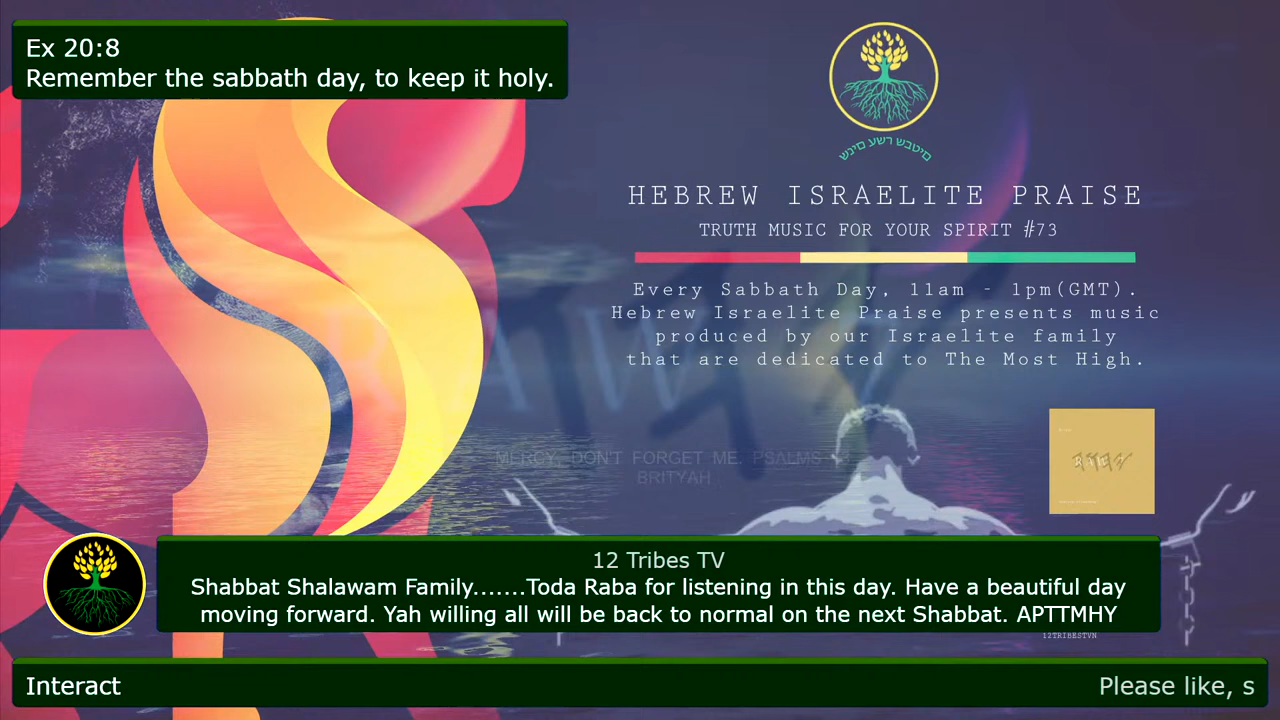 Ex 20:8
Remember the sabbath day, to keep it holy.
שנים עשר שבטים
HEBREW ISRAELITE PRAISE
TRUTH MUSIC FOR YOUR SPIRIT #73
Every Sabbath Day, 11am - 1pm(GMT).
Hebrew Israelite Praise presents music
produced by our Israelite family
that are dedicated to The Most High.
MERCY, DON'T FORGET ME. PSALMS
BRITYAH
RAW
12 Tribes TV
Shabbat Shalawam Family.......Toda Raba for listening in this day. Have a beautiful day
moving forward. Yah willing all will be back to normal on the next Shabbat. APTTMHY
12TRIBESTVN
Interact
Please like, s